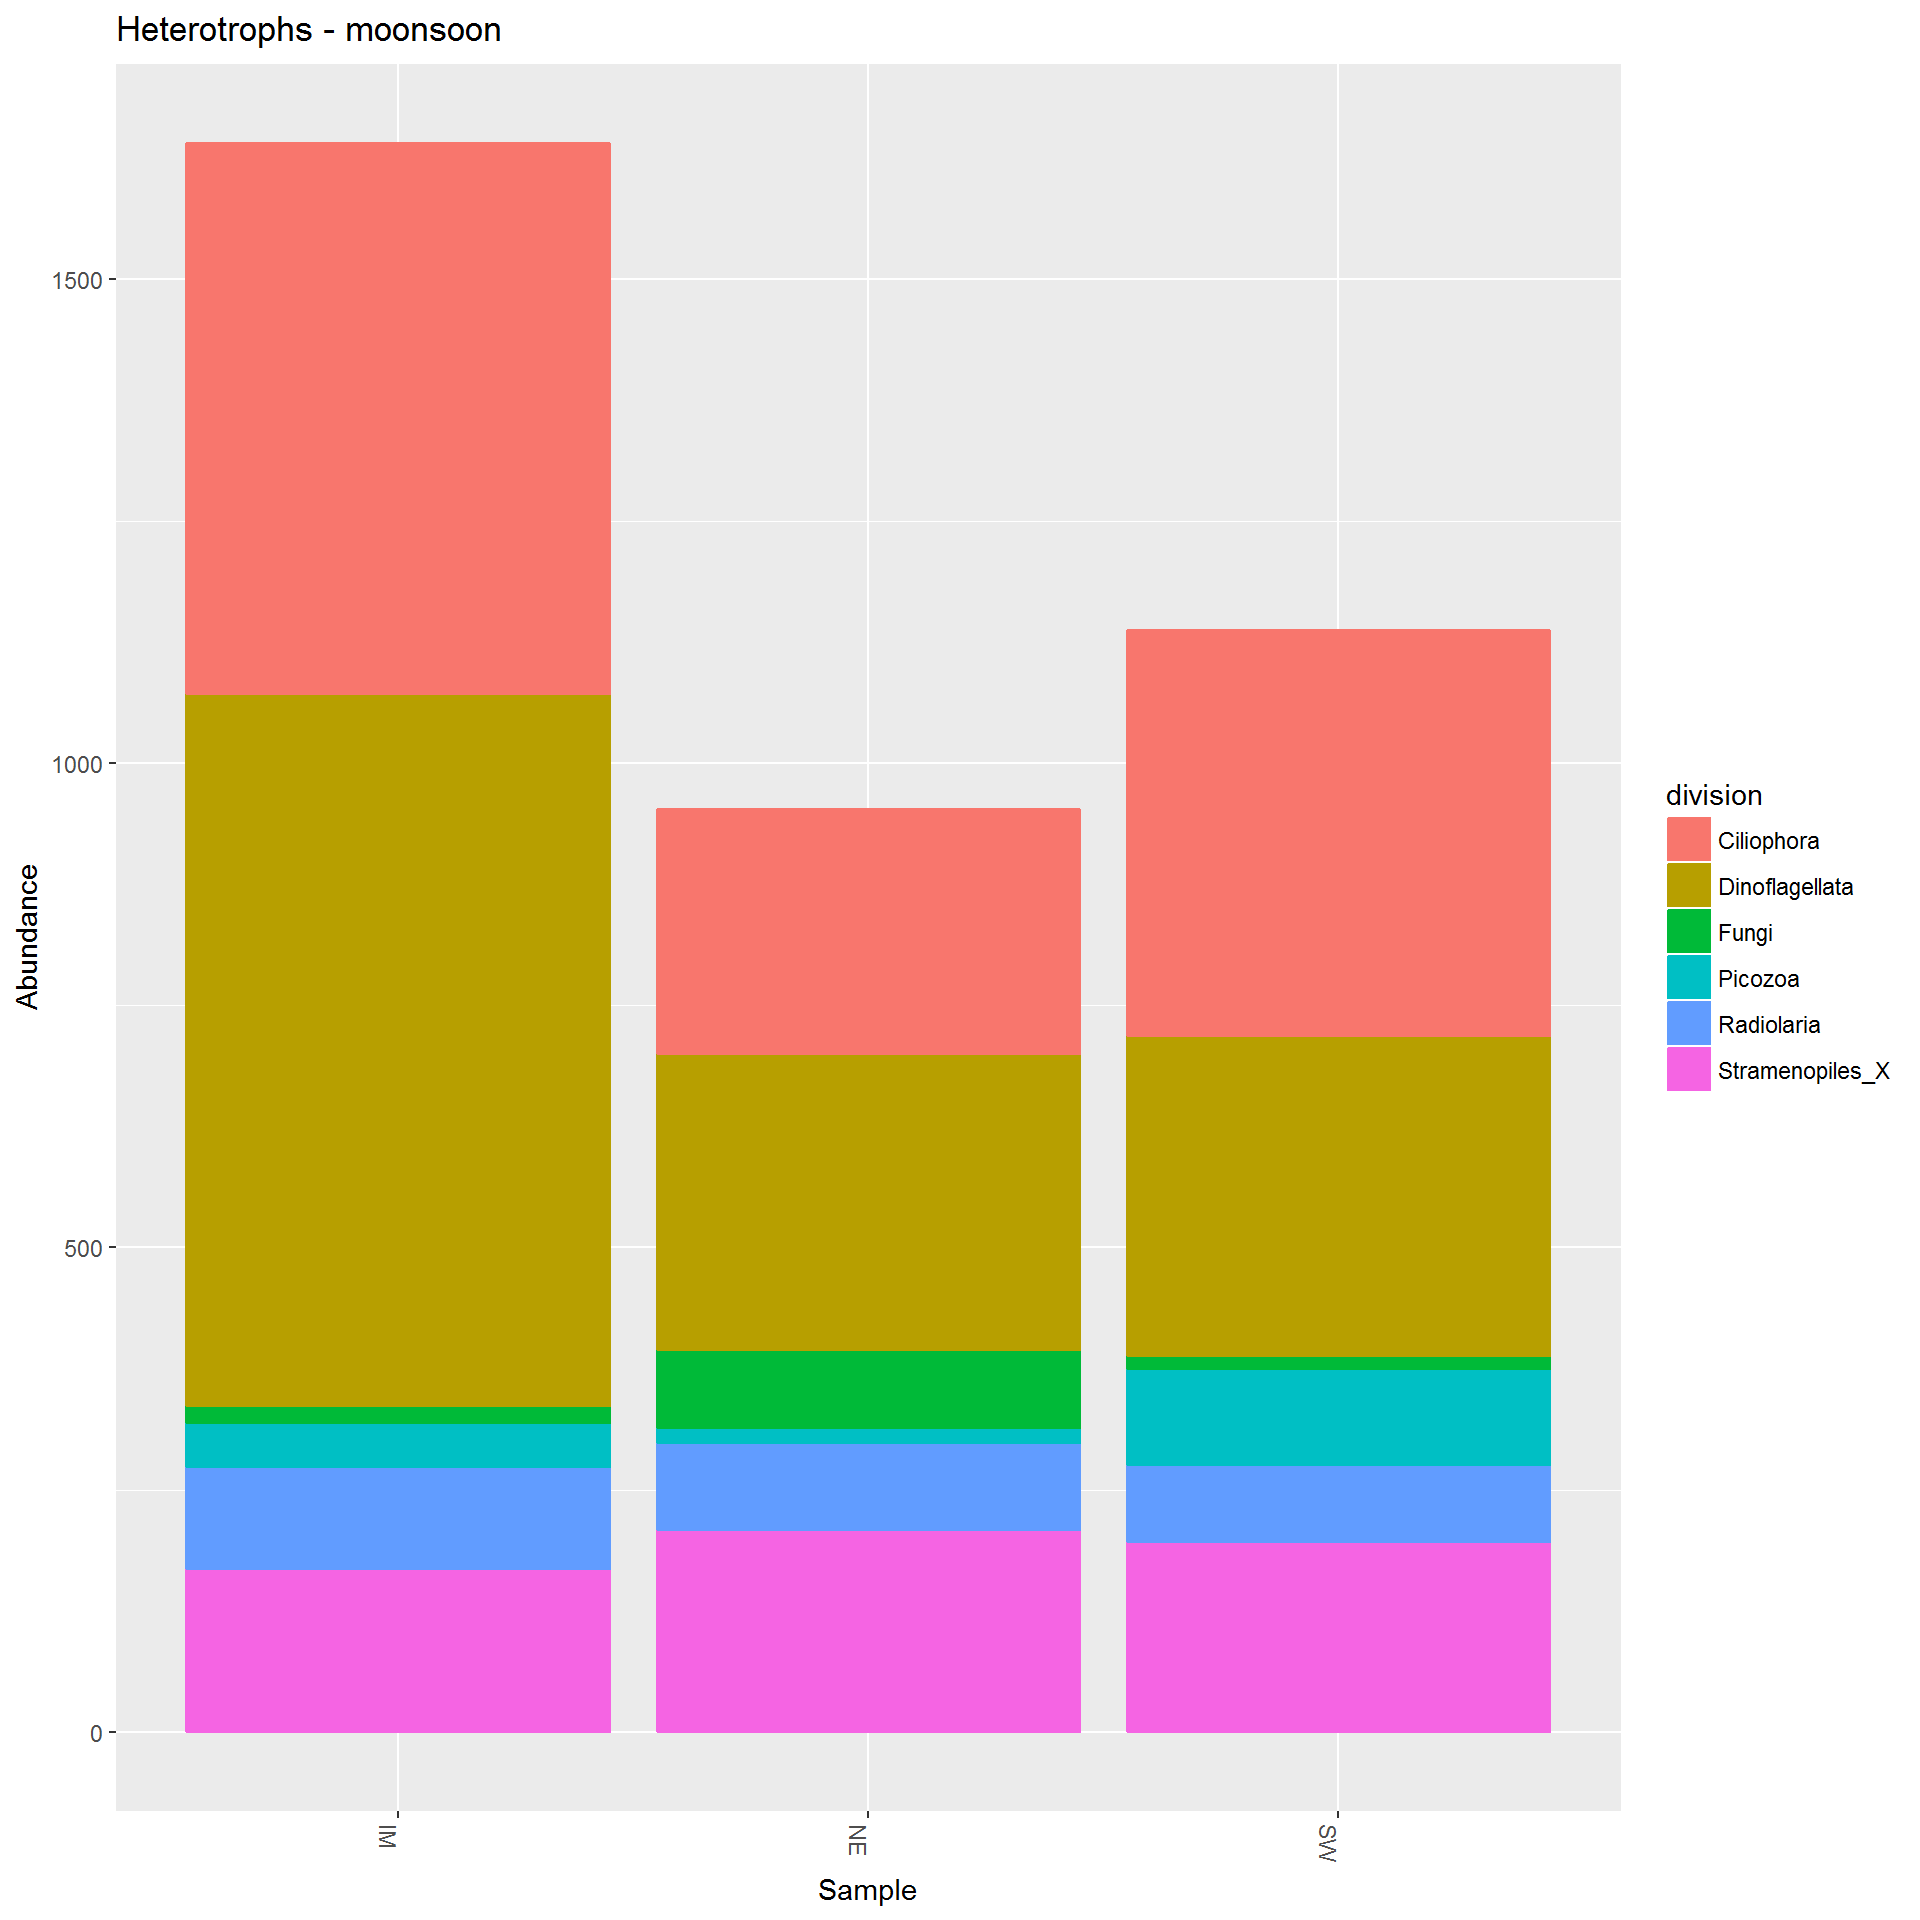 Heterotrophs - moonsoon
1500
1000
500
0
Abundance
IM
NE
SW
Sample
division
Ciliophora
Dinoflagellata
Fungi
Picozoa
Radiolaria
Stramenopiles_X